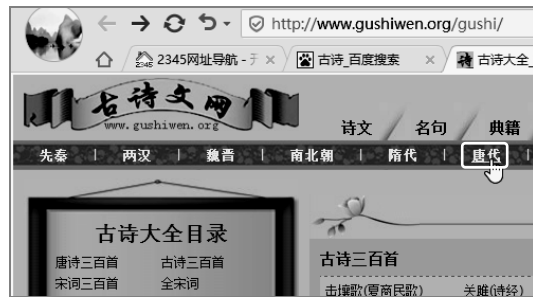 http://www.gushiwen.org/gushi/
2345网址导航 - 
古诗_百度搜索
古诗大全_
古诗文网
www.gushiwen.org
诗文
名句
典籍
先秦 | 两汉 | 魏晋 | 南北朝 | 隋代 | 唐代 |
古诗大全目录
唐诗三百首 古诗三百首
宋词三百首 全宋词
古诗三百首
击壤歌(夏商民歌) 关雎(诗经)